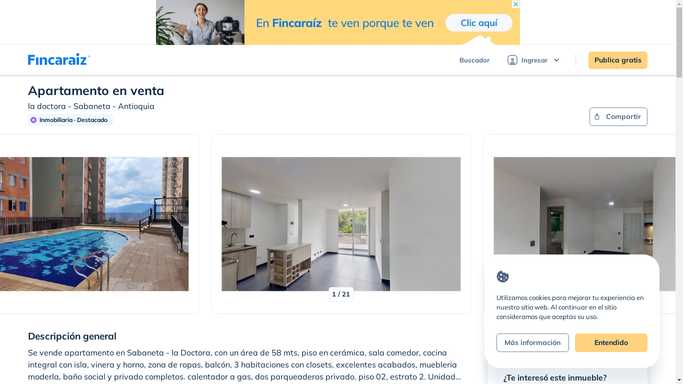 En Fincaraíz te ven porque te ven
Clic aquí
Fincaraiz
Buscador
Ingresar
Publica gratis
Apartamento en venta
la doctora - Sabaneta - Antioquia
Inmobiliaria · Destacado
Compartir
1 / 21
Utilizamos cookies para mejorar tu experiencia en
nuestro sitio web. Al continuar en el sitio
consideramos que aceptas su uso.
Más información
Entendido
Descripción general
Se vende apartamento en Sabaneta - la Doctora, con un área de 58 mts, piso en cerámica, sala comedor, cocina
integral con isla, vinera y horno, zona de ropas, balcón, 3 habitaciones con closets, excelentes acabados, muebleria
maderla, baño social y privado completos. calentador a gas, dos parqueaderos privado, piso 02, estrato 2. Unidad...
¿Te interesó este inmueble?